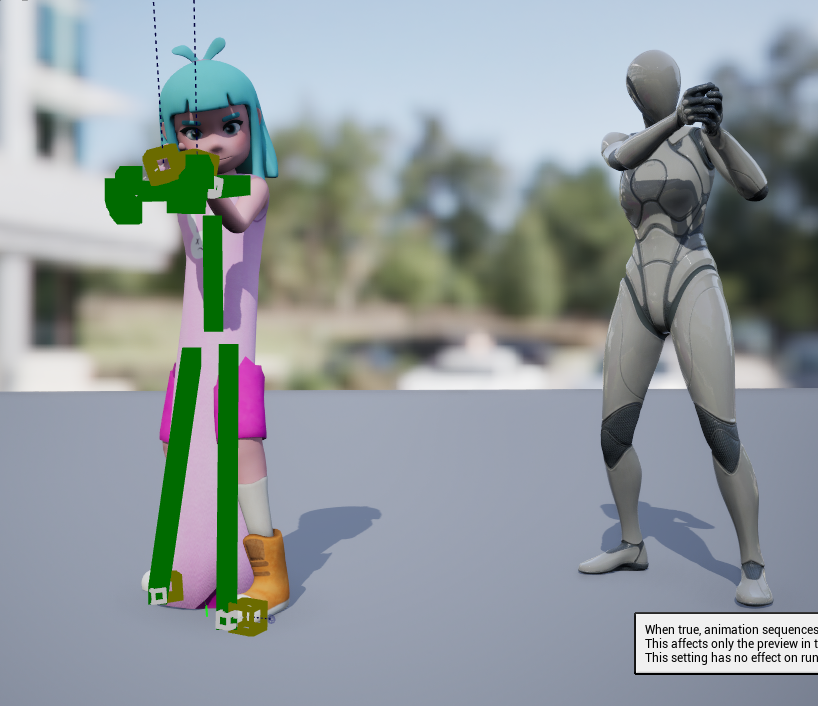 When true, animation sequences
This affects only the preview in t
This setting has no effect on run